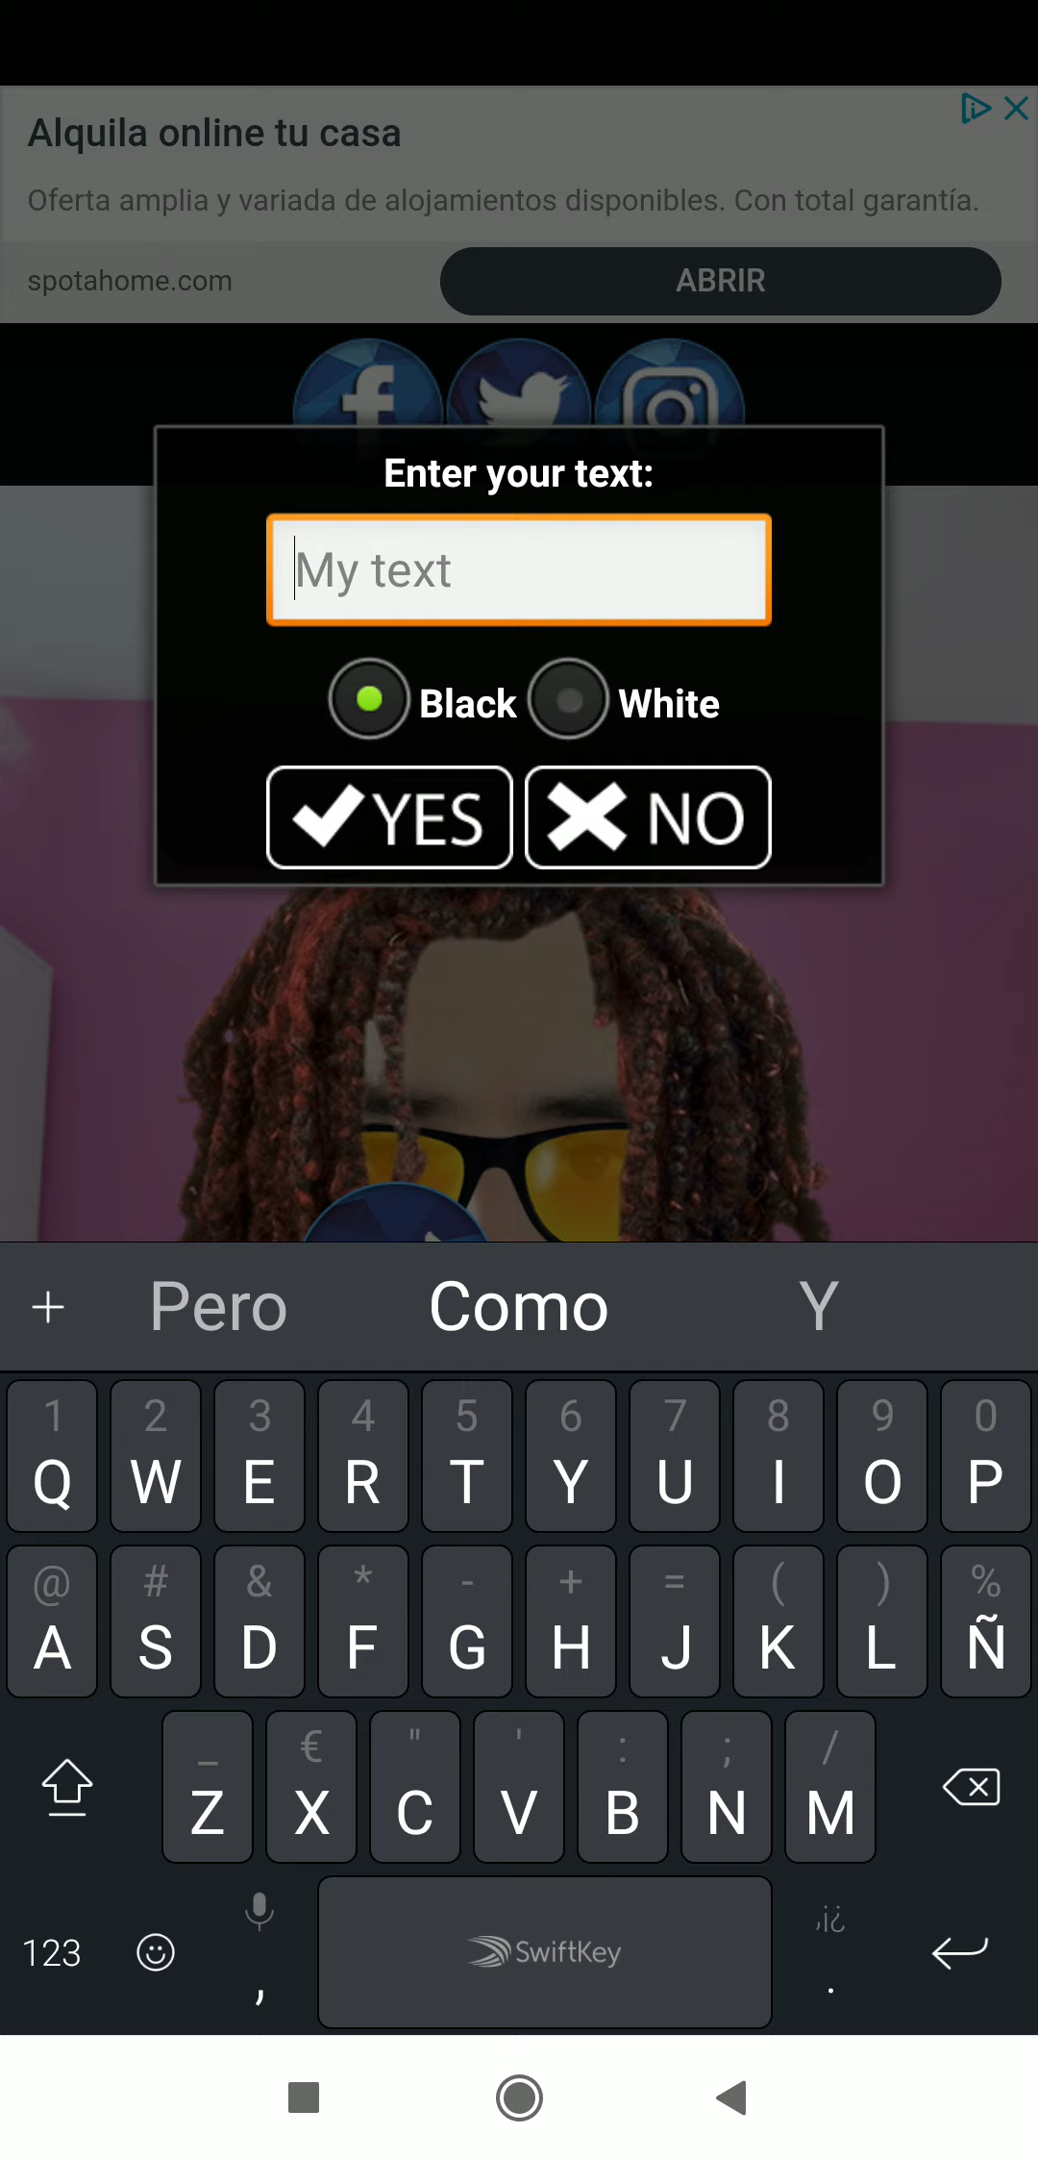 Alquila online tu casa
Oferta amplia y variada de alojamientos disponibles. Con total garantía.
spotahome.com
ABRIR
Enter your text:
My text
Black White
YES NO
+ Pero Como Y
1 2 3 4 5 6 7 8 9 0
Q W E R T Y U I O P
@ # & * - + = ( ) %
A S D F G H J K L Ñ
_ € " ' : ; /
Z X C V B N M
,¡¿
123 , SwiftKey .